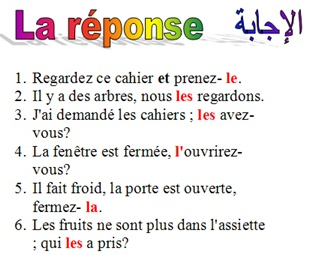 La réponse الإجابة
1. Regardez ce cahier et prenez- le.
2. Il y a des arbres, nous les regardons.
3. J'ai demandé les cahiers ; les avez-
vous?
4. La fenêtre est fermée, l'ouvrirez-
vous?
5. Il fait froid, la porte est ouverte,
fermez- la.
6. Les fruits ne sont plus dans l'assiette
; qui les a pris?